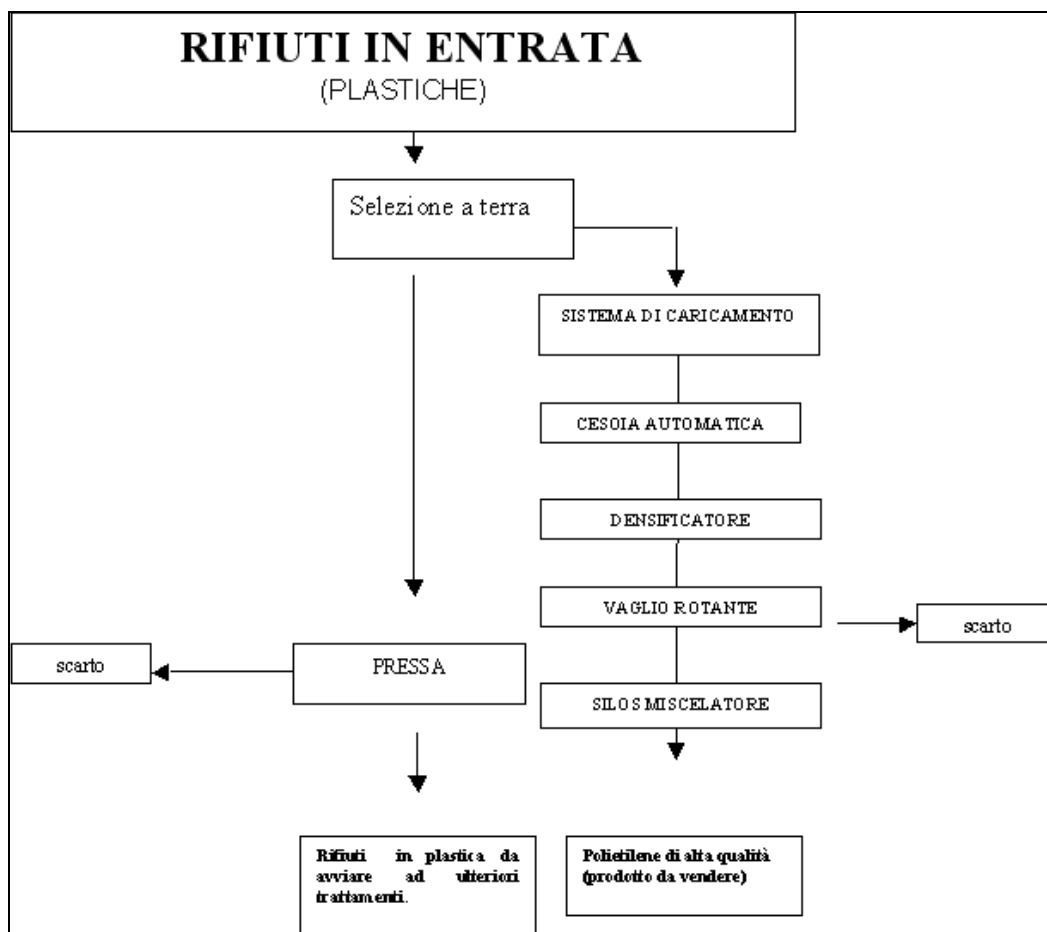 RIFIUTI IN ENTRATA
(PLASTICHE)
Selezione a terra
SISTEMA DI CARICAMENTO
CESOIA AUTOMATICA
DENSIFICATORE
VAGLIO ROTANTE
scarto
scarto
PRESSA
SILOS MISCELATORE
Rifiuti in plastica da
avviare ad ulteriori
trattamenti.
Polietilene di alta qualità
(prodotto da vendere)